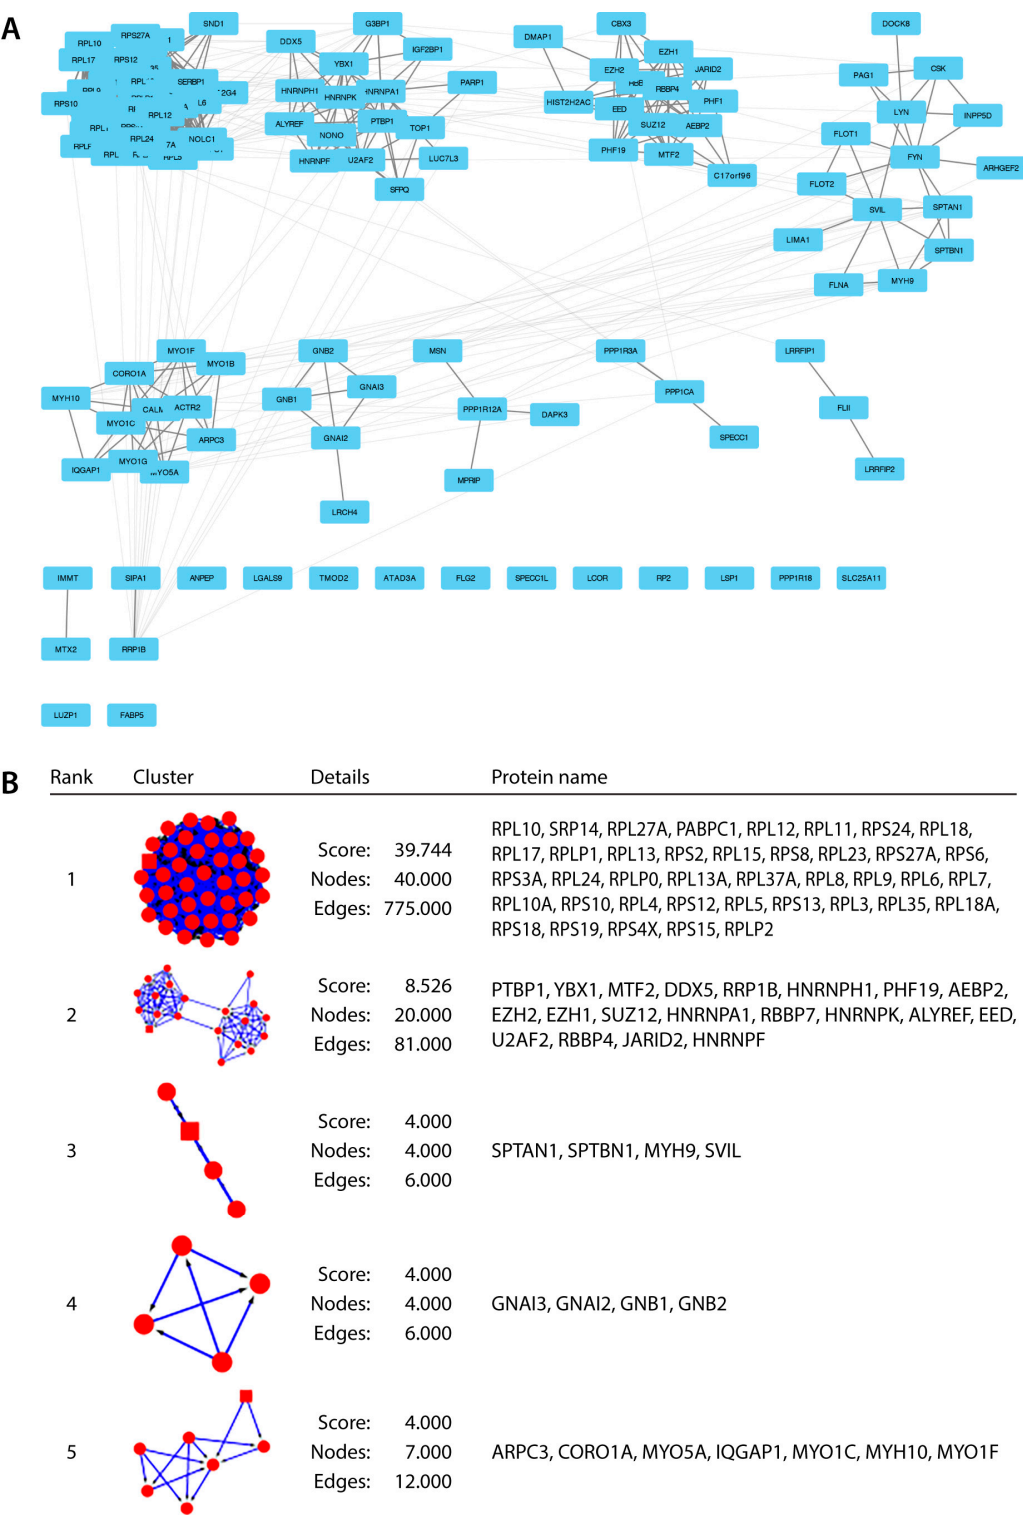 A
SND1
G3BP1
CBX3
DOCK8
RPL10
RPS27A
DDX5
IGF2BP1
DMAP1
EZH1
RPL17
RPS12
YBX1
EZH2
JARID2
PAG1
CSK
SERBP1
HNRNPH1
HNRNPK
HNRNPA1
PARP1
RBBP4
RPS10
L6
2G4
HIST2H2AC
EED
PHF1
LYN
INPP5D
RPL12
ALYREF
NONO
PTBP1
TOP1
SUZ12
AEBP2
FLOT1
RPL24
NOLC1
HNRNPF
U2AF2
LUC7L3
PHF19
MTF2
FYN
ARHGEF2
RPL5
SFPQ
C17orf96
FLOT2
SVIL
SPTAN1
LIMA1
SPTBN1
FLNA
MYH9
MYO1F
MYO1B
GNB2
MSN
PPP1R3A
LRRFIP1
CORO1A
MYH10
CALM
ACTR2
GNB1
GNAI3
PPP1R12A
DAPK3
PPP1CA
FLII
MYO1C
ARPC3
GNAI2
SPECC1
IQGAP1
MYO1G
MYO5A
MPRIP
LRRFIP2
LRCH4
IMMT
SIPA1
ANPEP
LGALS9
TMOD2
ATAD3A
FLG2
SPECC1L
LCOR
RP2
LSP1
PPP1R18
SLC25A11
MTX2
RRP1B
LUZP1
FABP5
B
Rank Cluster Details Protein name
1
Score: 39.744
Nodes: 40.000
Edges: 775.000
RPL10, SRP14, RPL27A, PABPC1, RPL12, RPL11, RPS24, RPL18,
RPL17, RPLP1, RPL13, RPS2, RPL15, RPS8, RPL23, RPS27A, RPS6,
RPS3A, RPL24, RPLP0, RPL13A, RPL37A, RPL8, RPL9, RPL6, RPL7,
RPL10A, RPS10, RPL4, RPS12, RPL5, RPS13, RPL3, RPL35, RPL18A,
RPS18, RPS19, RPS4X, RPS15, RPLP2
2
Score: 8.526
Nodes: 20.000
Edges: 81.000
PTBP1, YBX1, MTF2, DDX5, RRP1B, HNRNPH1, PHF19, AEBP2,
EZH2, EZH1, SUZ12, HNRNPA1, RBBP7, HNRNPK, ALYREF, EED,
U2AF2, RBBP4, JARID2, HNRNPF
3
Score: 4.000
Nodes: 4.000
Edges: 6.000
SPTAN1, SPTBN1, MYH9, SVIL
4
Score: 4.000
Nodes: 4.000
Edges: 6.000
GNAI3, GNAI2, GNB1, GNB2
5
Score: 4.000
Nodes: 7.000
Edges: 12.000
ARPC3, CORO1A, MYO5A, IQGAP1, MYO1C, MYH10, MYO1F